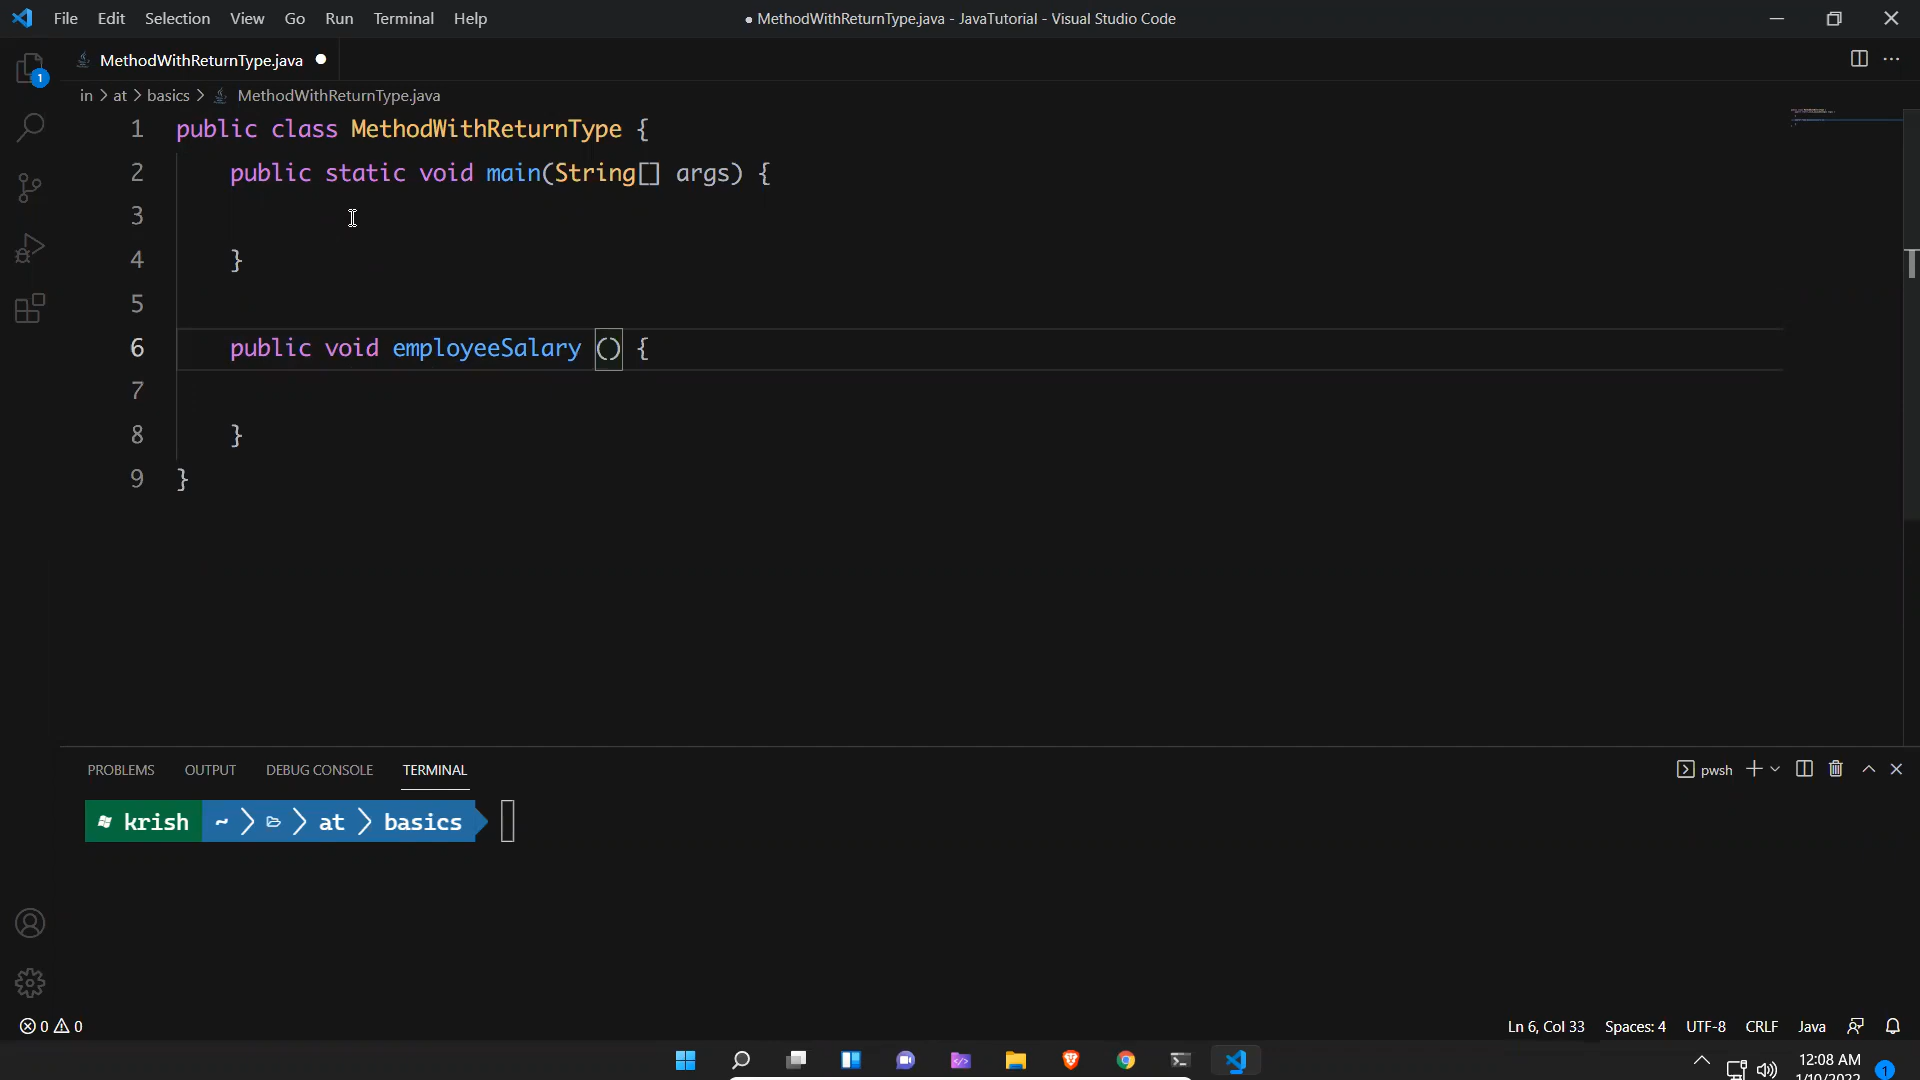 File Edit Selection View Go Run Terminal Help ● MethodWithReturnType.java - JavaTutorial - Visual Studio Code
MethodWithReturnType.java
1
in > at > basics > MethodWithReturnType.java
1 public class MethodWithReturnType {
2 public static void main(String[] args) {
3
4 }
5
6 public void employeeSalary () {
7
8 }
9 }
PROBLEMS OUTPUT DEBUG CONSOLE TERMINAL pwsh
krish ~ at basics
0 0 Ln 6, Col 33 Spaces: 4 UTF-8 CRLF Java
12:08 AM
1/10/2022 1